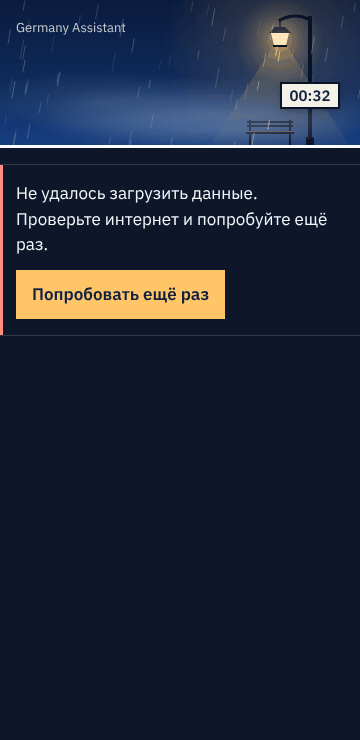 Germany Assistant
00:32
Не удалось загрузить данные.
Проверьте интернет и попробуйте ещё
раз.
Попробовать ещё раз